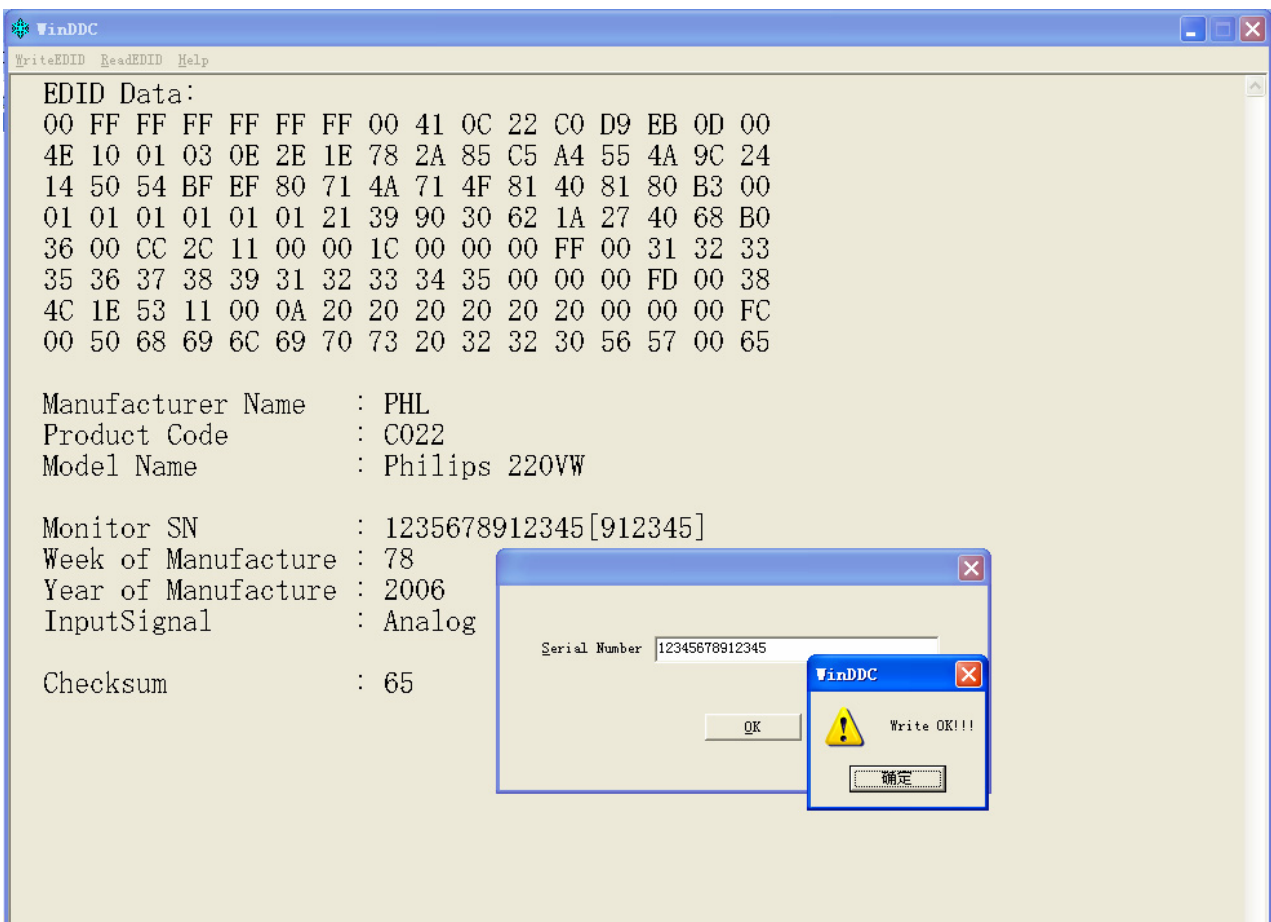 WinDDC
WriteEDID ReadEDID Help
EDID Data:
00 FF FF FF FF FF FF 00 41 0C 22 C0 D9 EB 0D 00
4E 10 01 03 0E 2E 1E 78 2A 85 C5 A4 55 4A 9C 24
14 50 54 BF EF 80 71 4A 71 4F 81 40 81 80 B3 00
01 01 01 01 01 01 21 39 90 30 62 1A 27 40 68 B0
36 00 CC 2C 11 00 00 1C 00 00 00 FF 00 31 32 33
35 36 37 38 39 31 32 33 34 35 00 00 00 FD 00 38
4C 1E 53 11 00 0A 20 20 20 20 20 20 00 00 00 FC
00 50 68 69 6C 69 70 73 20 32 32 30 56 57 00 65
Manufacturer Name : PHL
Product Code : C022
Model Name : Philips 220VW
Monitor SN : 1235678912345[912345]
Week of Manufacture : 78
Year of Manufacture : 2006
InputSignal : Analog
Checksum : 65
Serial Number 12345678912345
OK
WinDDC
Write OK!!!
确定